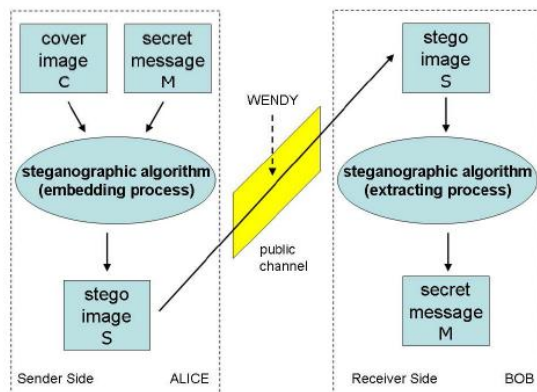 cover
image
C
secret
message
M
steganographic algorithm
(embedding process)
stego
image
S
Sender Side
ALICE
WENDY
public
channel
stego
image
S
steganographic algorithm
(extracting process)
secret
message
M
Receiver Side
BOB